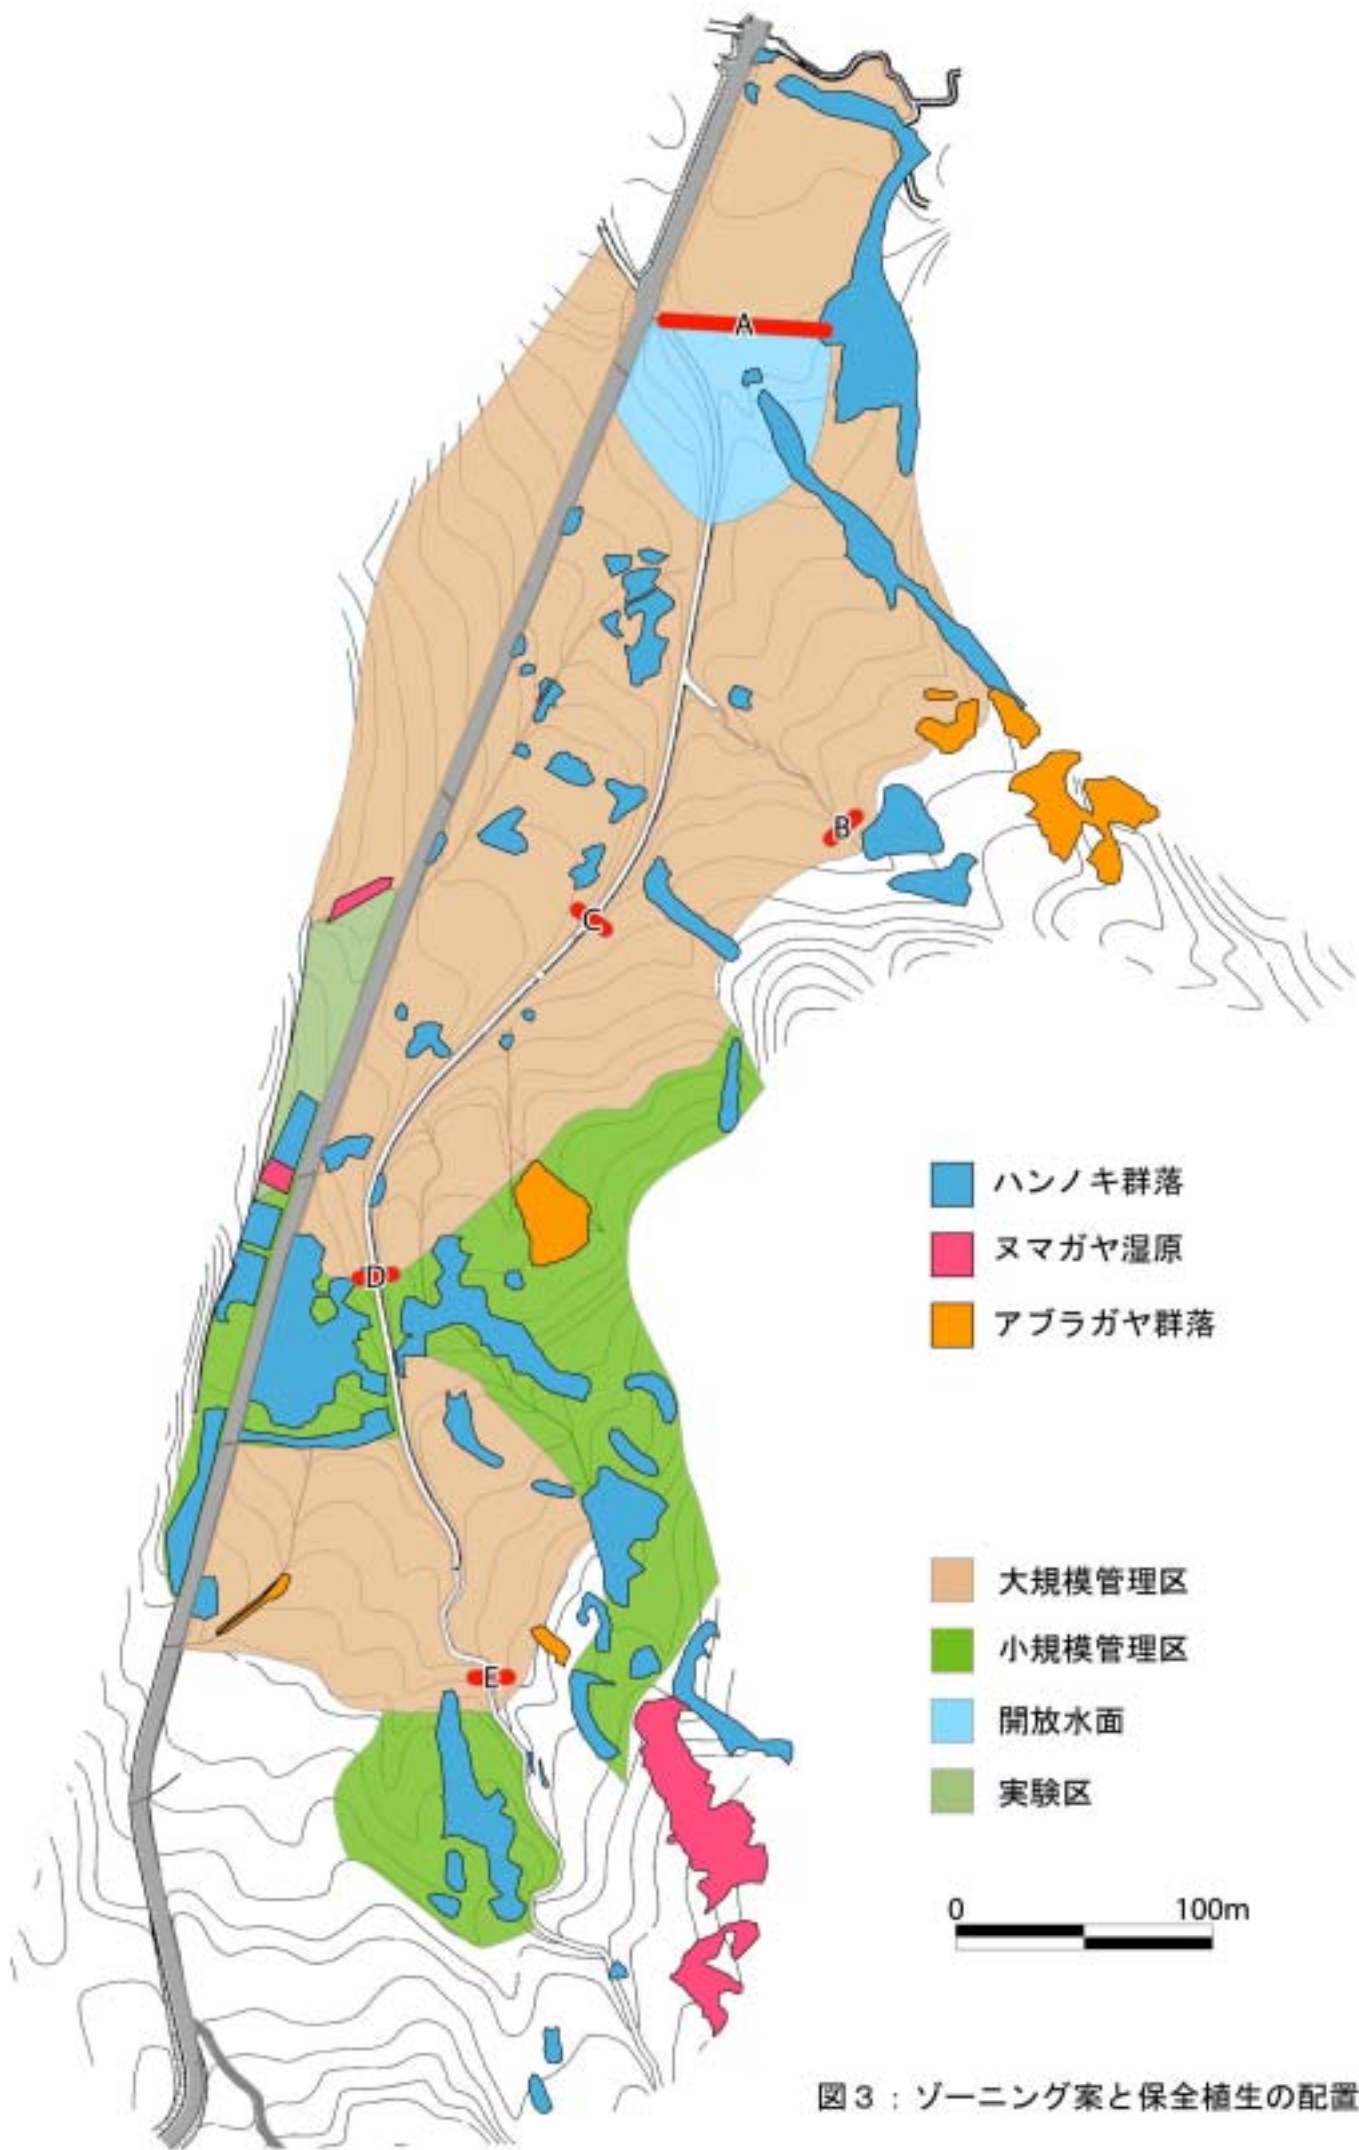 A
B
C
D
E
ハンノキ群落
ヌマガヤ湿原
アブラガヤ群落
大規模管理区
小規模管理区
開放水面
実験区
0 100m
図3：ゾーニング案と保全植生の配置